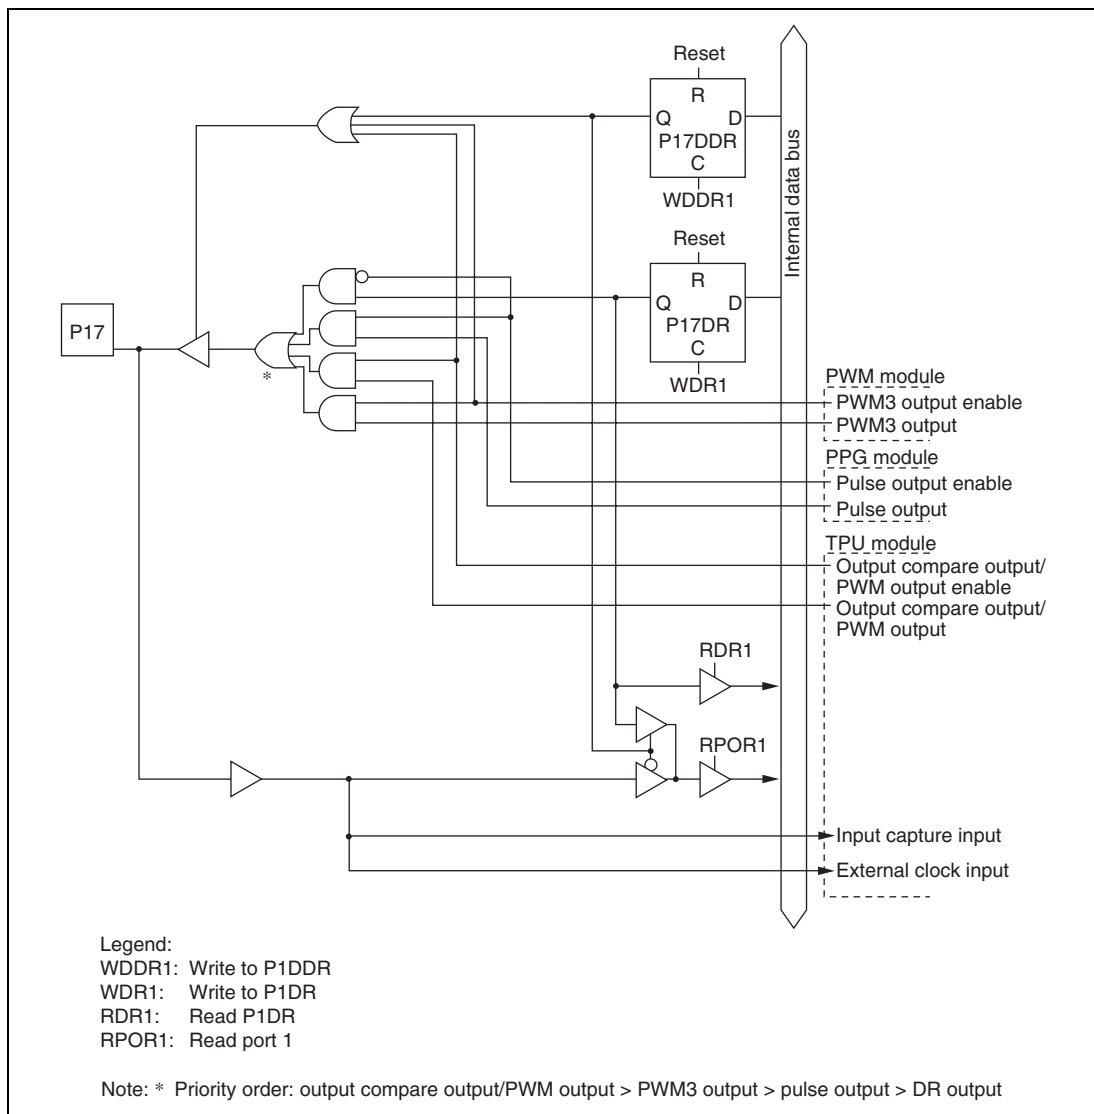 Reset
R
Q D
P17DDR
C
WDDR1
Internal data bus
Reset
R
Q D
P17DR
C
WDR1
P17
*
PWM module
PWM3 output enable
PWM3 output
PPG module
Pulse output enable
Pulse output
TPU module
Output compare output/
PWM output enable
Output compare output/
PWM output
RDR1
RPOR1
Input capture input
External clock input
Legend:
WDDR1: Write to P1DDR
WDR1: Write to P1DR
RDR1: Read P1DR
RPOR1: Read port 1
Note: * Priority order: output compare output/PWM output > PWM3 output > pulse output > DR output